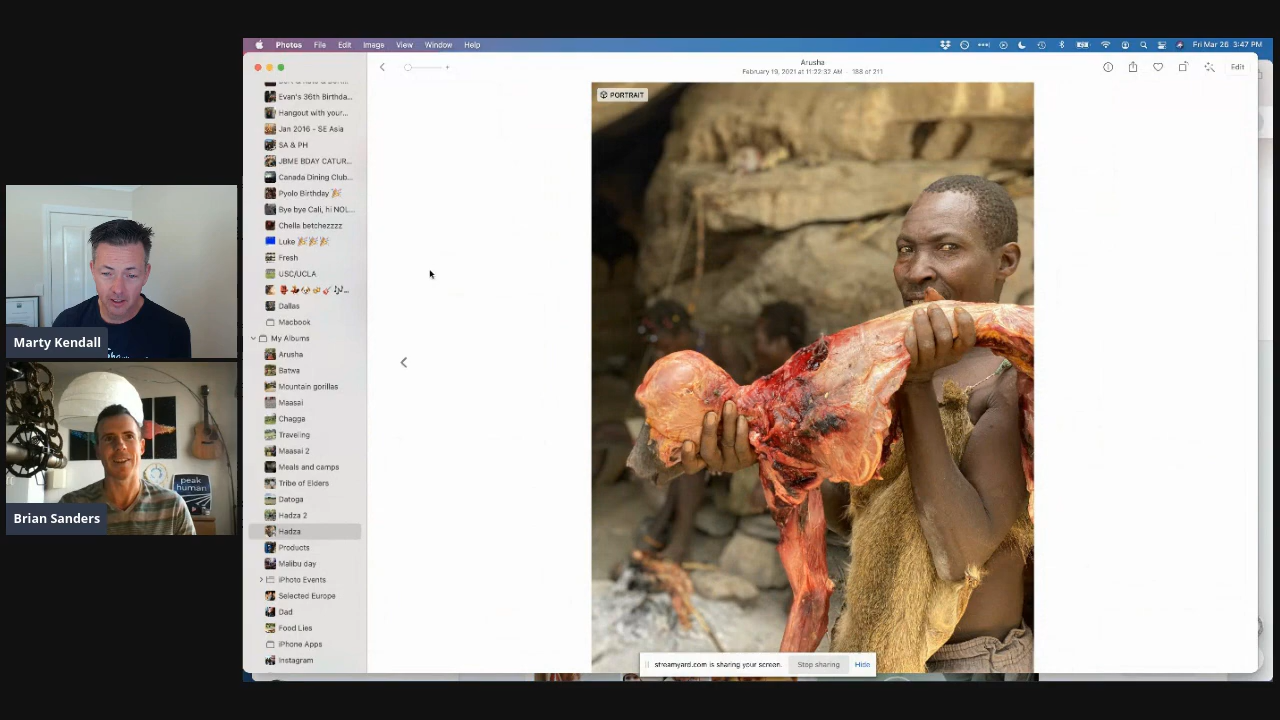 Photos File Edit Image View Window Help
Fri Mar 26 3:47 PM
Arusha
February 19, 2021 at 11:22:32 AM · 188 of 211
Edit
PORTRAIT
Evan's 36th Birthda...
Hangout with your...
Jan 2016 - SE Asia
SA & PH
JBME BDAY CATUR...
Canada Dining Club...
Pyolo Birthday 🎉
Bye bye Cali, hi NOL...
Chella betchezzzz
Luke 🎉🎉🎉
Fresh
USC/UCLA
Dallas
Macbook
My Albums
Arusha
Batwa
Mountain gorillas
Maasai
Chagga
Traveling
Maasai 2
Meals and camps
Tribe of Elders
Datoga
Hadza 2
Hadza
Products
Malibu day
iPhoto Events
Selected Europe
Dad
Food Lies
iPhone Apps
Instagram
Marty Kendall
peak
human
Brian Sanders
streamyard.com is sharing your screen. Stop sharing Hide